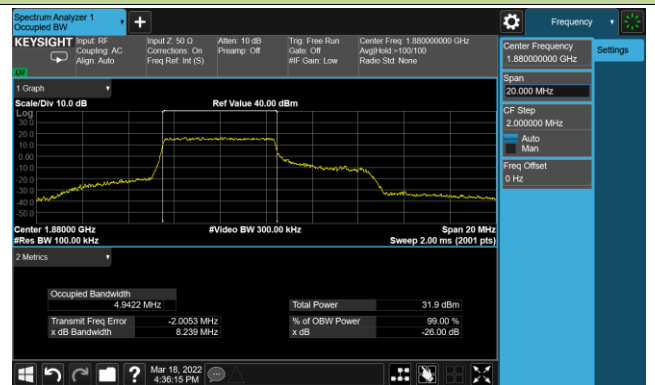 Spectrum Analyzer 1
Occupied BW
Frequency
KEYSIGHT
Input: RF
Coupling: AC
Align: Auto
Input Z: 50 Ω
Corrections: On
Freq Ref: Int (S)
Atten: 10 dB
Preamp: Off
Trig: Free Run
Gate: Off
#IF Gain: Low
Center Freq: 1.880000000 GHz
Avg|Hold:>100/100
Radio Std: None
Center Frequency
1.880000000 GHz
Settings
Span
20.000 MHz
CF Step
2.000000 MHz
Auto
Man
Freq Offset
0 Hz
1 Graph
Scale/Div 10.0 dB
Ref Value 40.00 dBm
Log
30.0
20.0
10.0
0.00
-10.0
-20.0
-30.0
-40.0
-50.0
Center 1.88000 GHz
#Video BW 300.00 kHz
Span 20 MHz
#Res BW 100.00 kHz
Sweep 2.00 ms (2001 pts)
2 Metrics
Occupied Bandwidth
4.9422 MHz
Total Power
31.9 dBm
Transmit Freq Error
-2.0053 MHz
% of OBW Power
99.00 %
x dB Bandwidth
8.239 MHz
x dB
-26.00 dB
?
Mar 18, 2022
4:36:15 PM